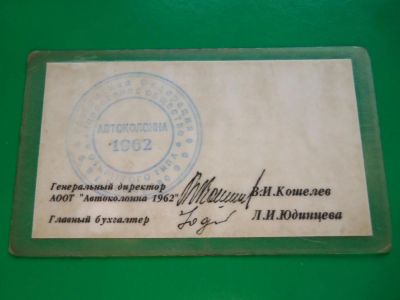 АВТОКОЛОННА
1962
Генеральный директор В.И.Кошелев
АООТ "Автоколонна 1962"
Главный бухгалтер Л.И.Юдинцева